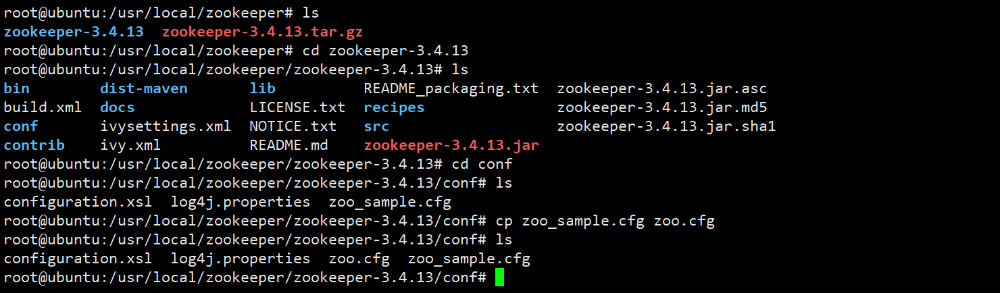 root@ubuntu:/usr/local/zookeeper# ls
zookeeper-3.4.13  zookeeper-3.4.13.tar.gz
root@ubuntu:/usr/local/zookeeper# cd zookeeper-3.4.13
root@ubuntu:/usr/local/zookeeper/zookeeper-3.4.13# ls
bin        dist-maven       lib          README_packaging.txt  zookeeper-3.4.13.jar.asc
build.xml  docs             LICENSE.txt  recipes               zookeeper-3.4.13.jar.md5
conf       ivysettings.xml  NOTICE.txt   src                   zookeeper-3.4.13.jar.sha1
contrib    ivy.xml          README.md    zookeeper-3.4.13.jar
root@ubuntu:/usr/local/zookeeper/zookeeper-3.4.13# cd conf
root@ubuntu:/usr/local/zookeeper/zookeeper-3.4.13/conf# ls
configuration.xsl  log4j.properties  zoo_sample.cfg
root@ubuntu:/usr/local/zookeeper/zookeeper-3.4.13/conf# cp zoo_sample.cfg zoo.cfg
root@ubuntu:/usr/local/zookeeper/zookeeper-3.4.13/conf# ls
configuration.xsl  log4j.properties  zoo.cfg  zoo_sample.cfg
root@ubuntu:/usr/local/zookeeper/zookeeper-3.4.13/conf#